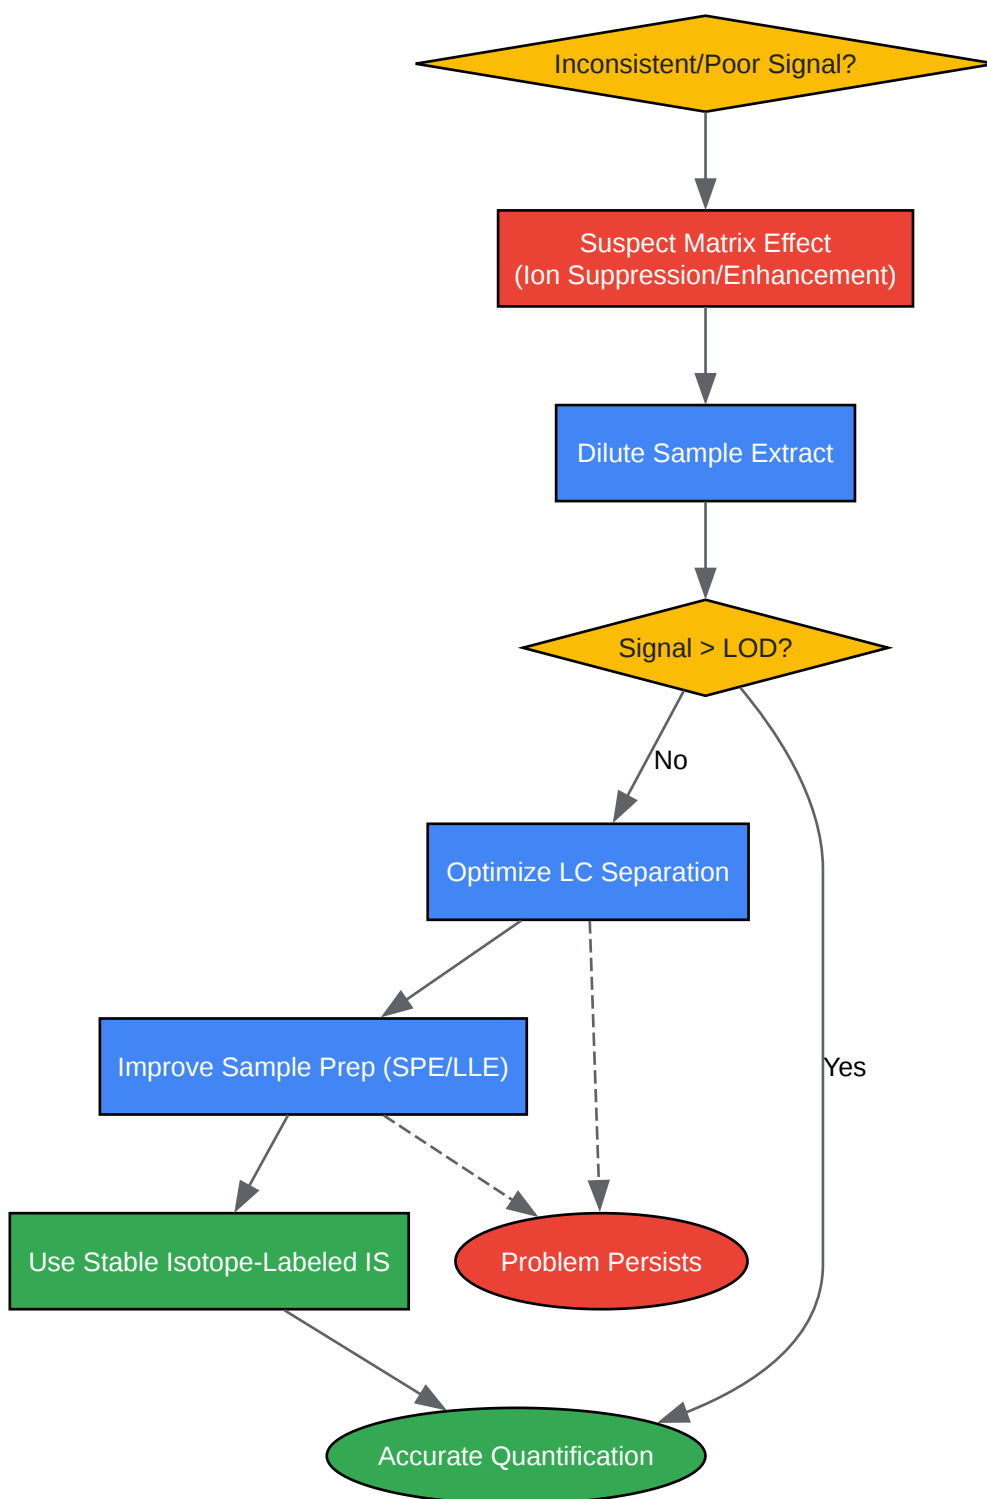 Inconsistent/Poor Signal?
Suspect Matrix Effect
(Ion Suppression/Enhancement)
Dilute Sample Extract
Signal > LOD?
No
Optimize LC Separation
Improve Sample Prep (SPE/LLE)
Yes
Use Stable Isotope-Labeled IS
Problem Persists
Accurate Quantification